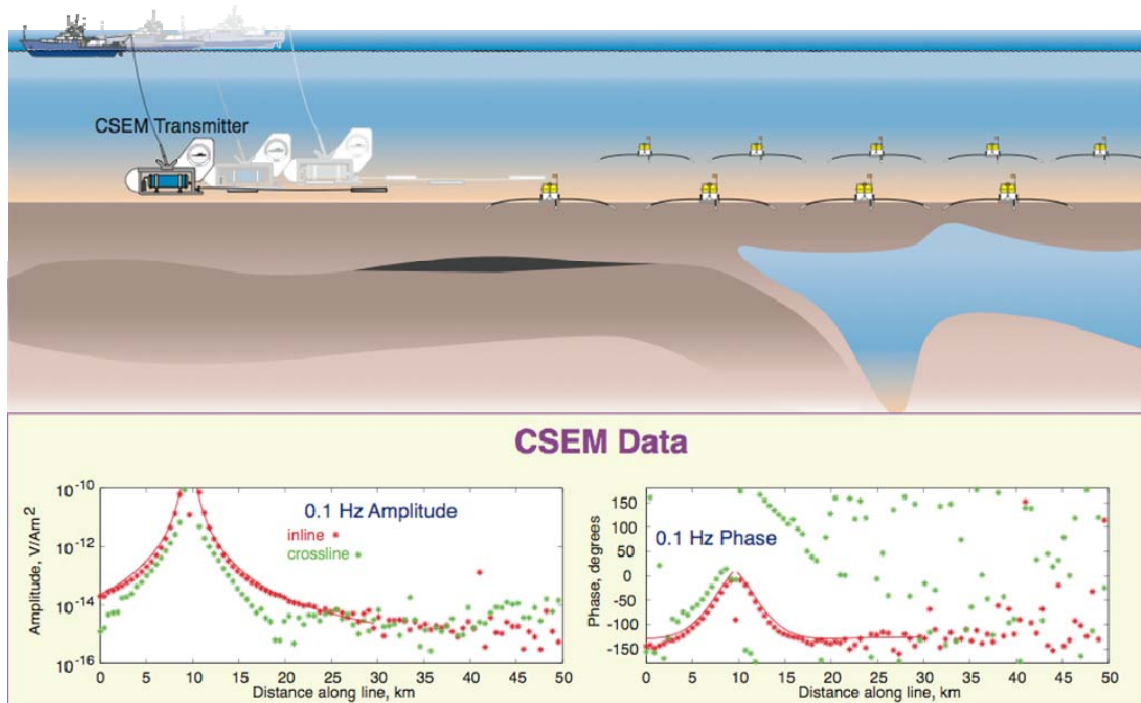 CSEM Transmitter
CSEM Data
10-10
10-12
10-14
10-16
Amplitude, V/Am2
0.1 Hz Amplitude
inline
crossline
0 5 10 15 20 25 30 35 40 45 50
Distance along line, km
150
100
50
0
-50
-100
-150
Phase, degrees
0.1 Hz Phase
0 5 10 15 20 25 30 35 40 45 50
Distance along line, km